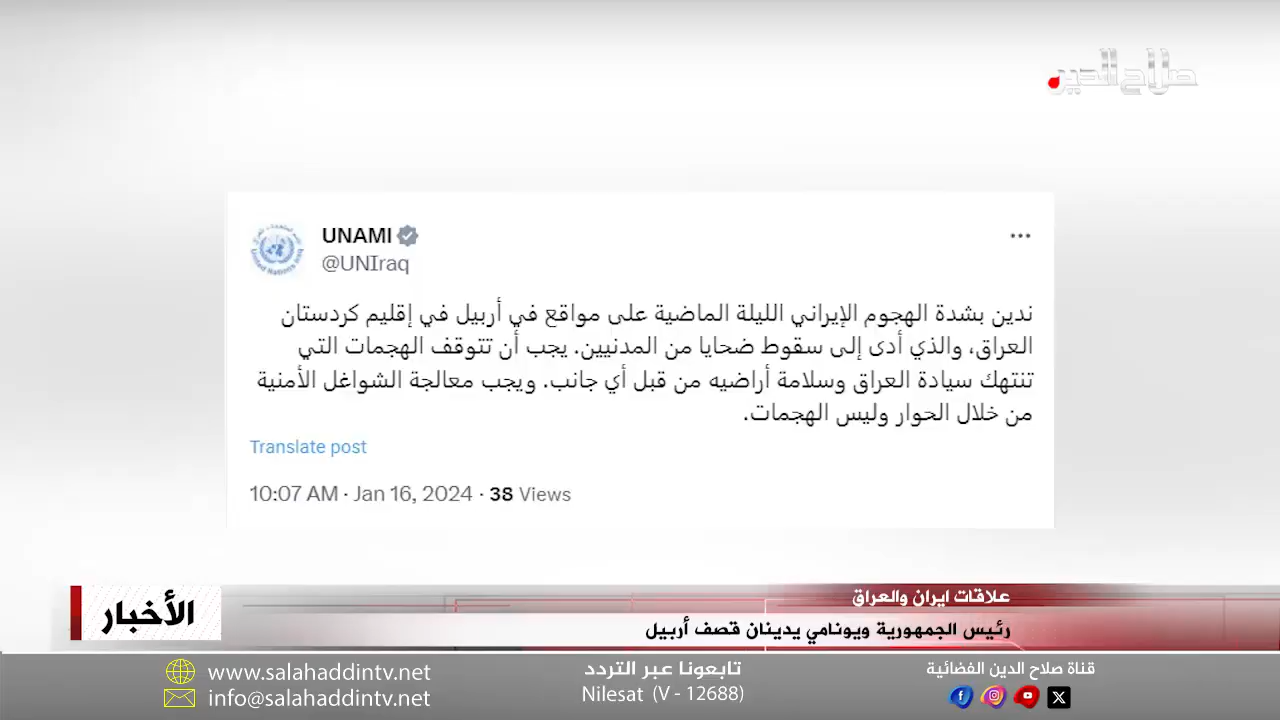 صلاح الدين
UNAMI
@UNIraq
ندين بشدة الهجوم الإيراني الليلة الماضية على مواقع في أربيل في إقليم كردستان
العراق، والذي أدى إلى سقوط ضحايا من المدنيين. يجب أن تتوقف الهجمات التي
تنتهك سيادة العراق وسلامة أراضيه من قبل أي جانب. ويجب معالجة الشواغل الأمنية
من خلال الحوار وليس الهجمات.
Translate post
10:07 AM · Jan 16, 2024 · 38 Views
علاقات ايران والعراق
الأخبار
رئيس الجمهورية ويونامي يدينان قصف أربيل
قناة صلاح الدين الفضائية
تابعونا عبر التردد
Nilesat (V - 12688)
www.salahaddintv.net
info@salahaddintv.net